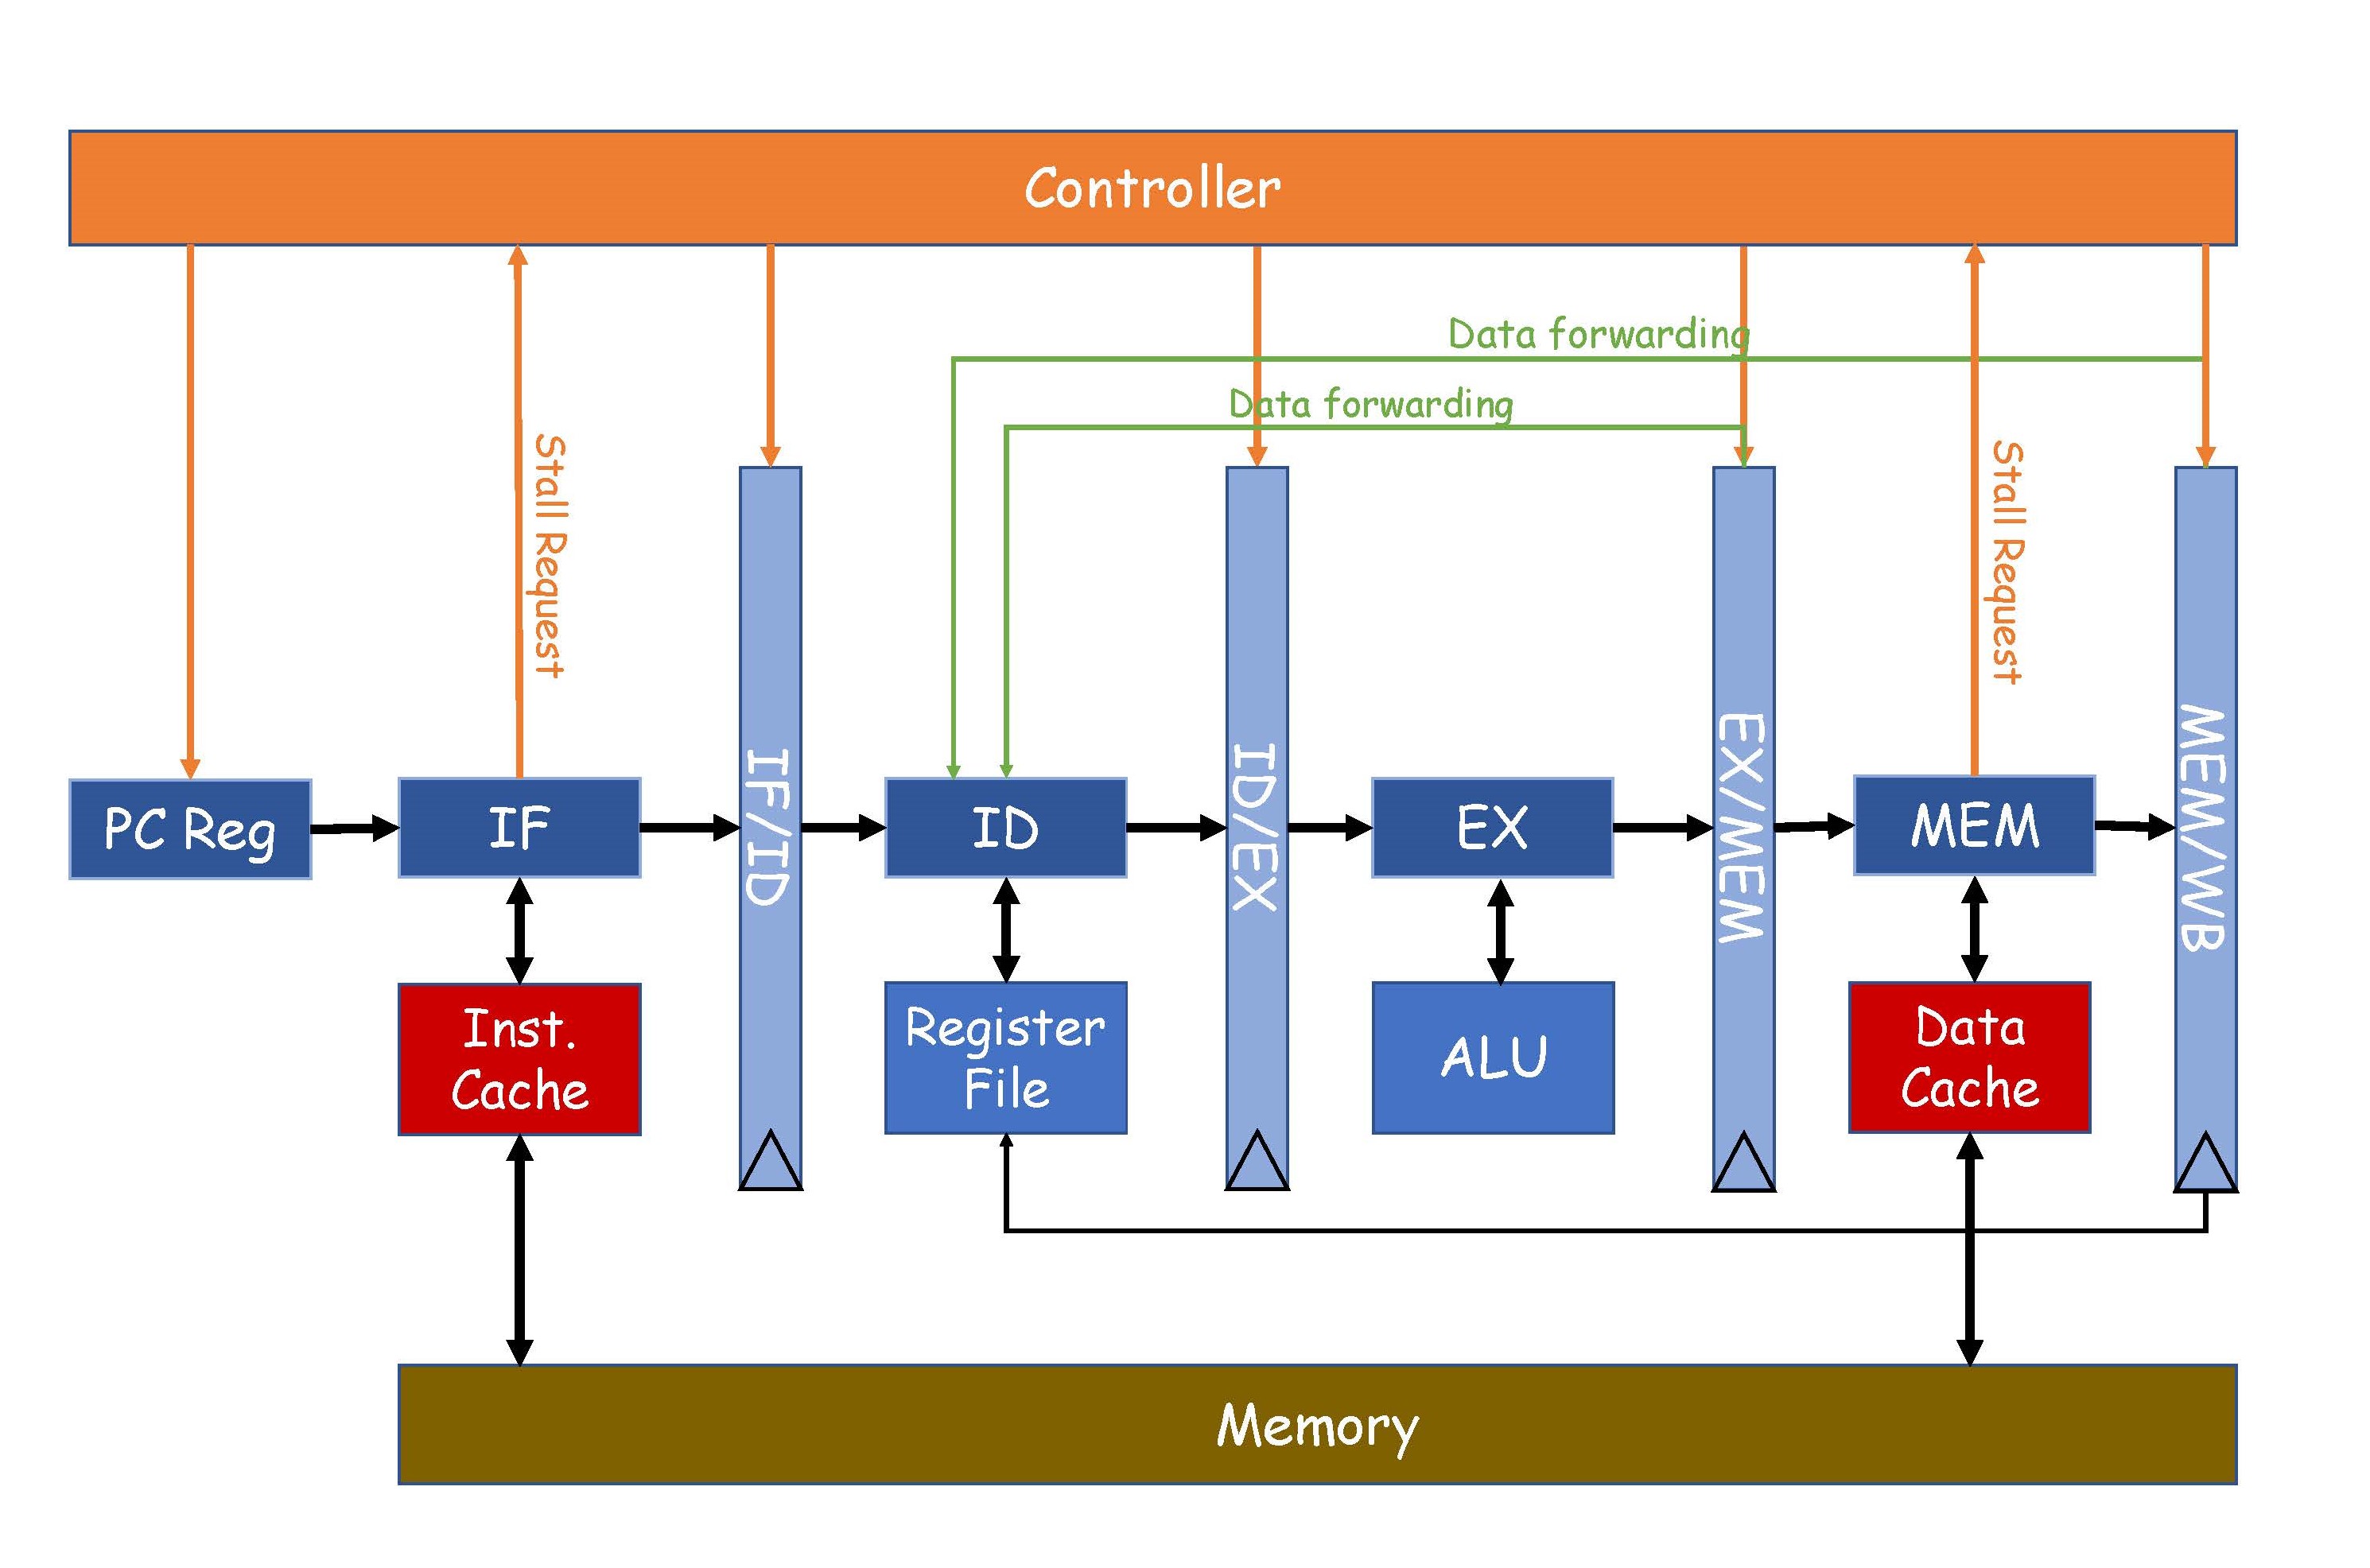 Controller
Data forwarding
Data forwarding
Stall Request
Stall Request
PC Reg
IF
IF/ID
ID
ID/EX
EX
EX/MEM
MEM
MEM/WB
Inst.
Cache
Register
File
ALU
Data
Cache
Memory